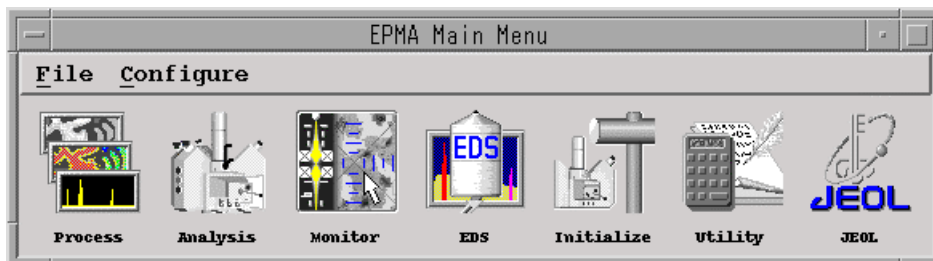 EPMA Main Menu
File Configure
EDS
JEOL
Process Analysis Monitor EDS Initialize Utility JEOL